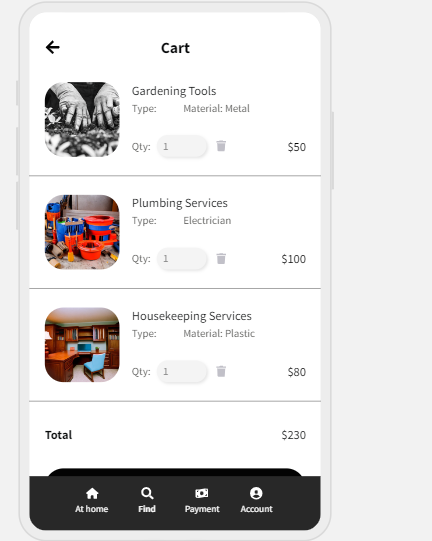 Cart
Gardening Tools
Type: Material: Metal
Qty: 1 $50
Plumbing Services
Type: Electrician
Qty: 1 $100
Housekeeping Services
Type: Material: Plastic
Qty: 1 $80
Total $230
At home Find Payment Account